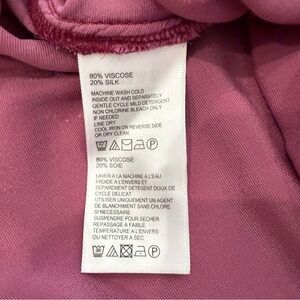 80% VISCOSE
20% SILK
MACHINE WASH COLD
INSIDE OUT AND SEPARATELY
GENTLE CYCLE MILD DETERGENT
NON CHLORINE BLEACH ONLY
IF NEEDED
LINE DRY
COOL IRON ON REVERSE SIDE
OR DRY CLEAN
80% VISCOSE
20% SOIE
LAVER A LA MACHINE A L'EAU
FROIDE A L'ENVERS ET
SEPAREMENT DETERGENT DOUX DE
CYCLE DELICAT
UTILISER UNIQUEMENT UN AGENT
DE BLANCHIMENT SANS CHLORE
SI NECESSAIRE
SUSPENDRE POUR SECHER
REPASSAGE A FAIBLE
TEMPERATURE A L'ENVERS
OU NETTOYER A SEC